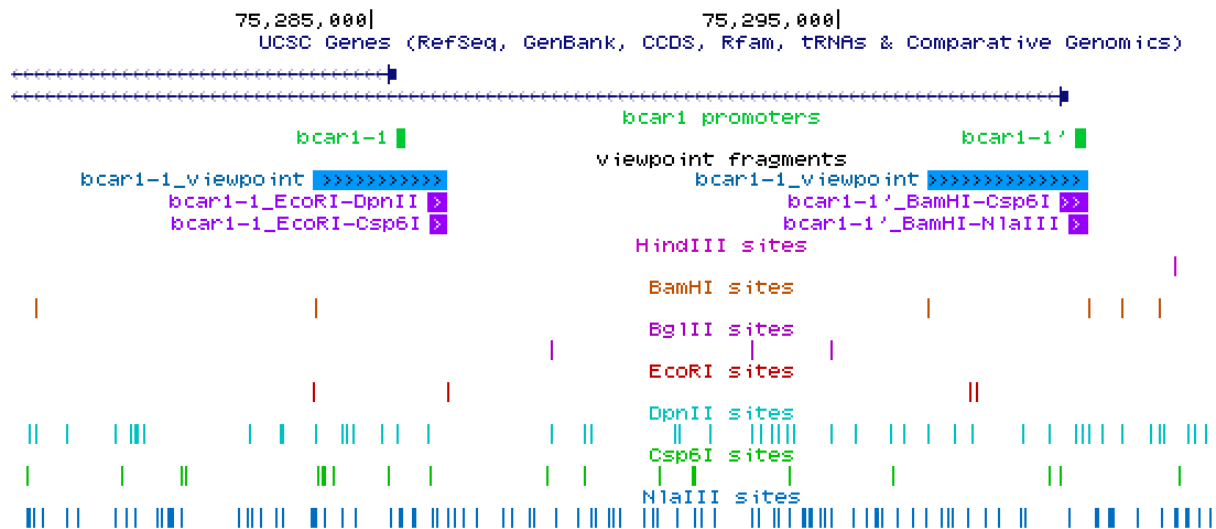 75,285,000| 75,295,000|
UCSC Genes (RefSeq, GenBank, CCDS, Rfam, tRNAs & Comparative Genomics)
bcar1 promoters
bcar1-1 bcar1-1'
viewpoint fragments
bcar1-1_viewpoint bcar1-1_viewpoint
bcar1-1_EcoRI-DpnII bcar1-1'_BamHI-Csp6I
bcar1-1_EcoRI-Csp6I bcar1-1'_BamHI-NlaIII
HindIII sites
BamHI sites
BglII sites
EcoRI sites
DpnII sites
Csp6I sites
NlaIII sites